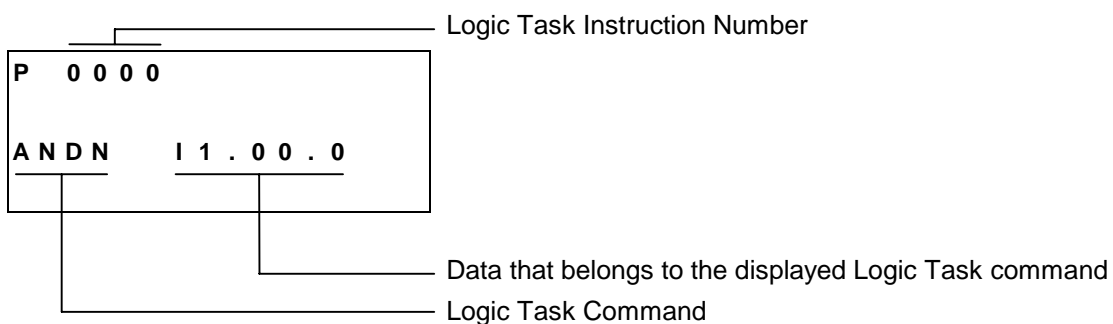 Logic Task Instruction Number
P 0000
ANDN I1.00.0
Data that belongs to the displayed Logic Task command
Logic Task Command